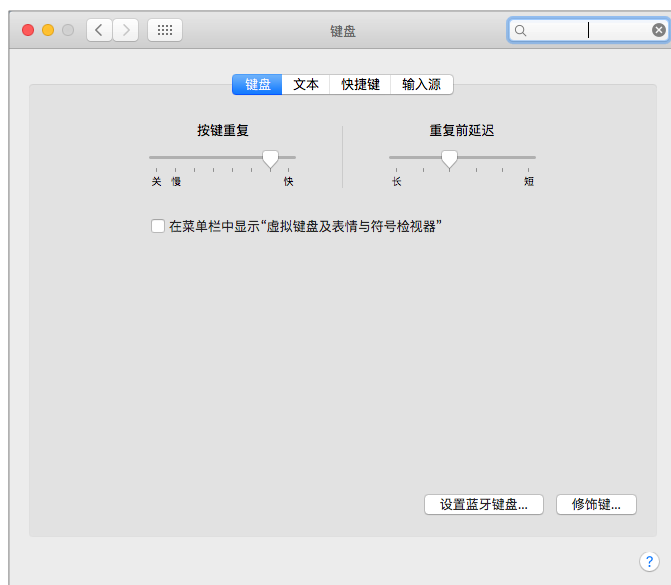 键盘
键盘 文本 快捷键 输入源
按键重复 重复前延迟
关 慢 快 长 短
在菜单栏中显示“虚拟键盘及表情与符号检视器”
设置蓝牙键盘... 修饰键...
?